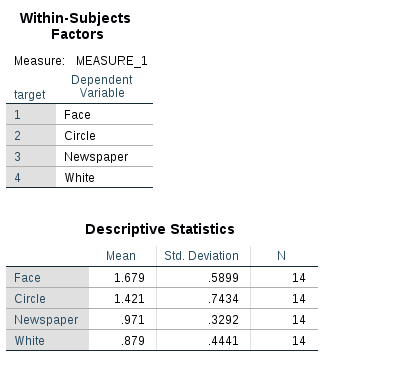 Within-Subjects
Factors
Measure: MEASURE_1
target Dependent Variable
1 Face
2 Circle
3 Newspaper
4 White
Descriptive Statistics
Mean Std. Deviation N
Face 1.679 .5899 14
Circle 1.421 .7434 14
Newspaper .971 .3292 14
White .879 .4441 14